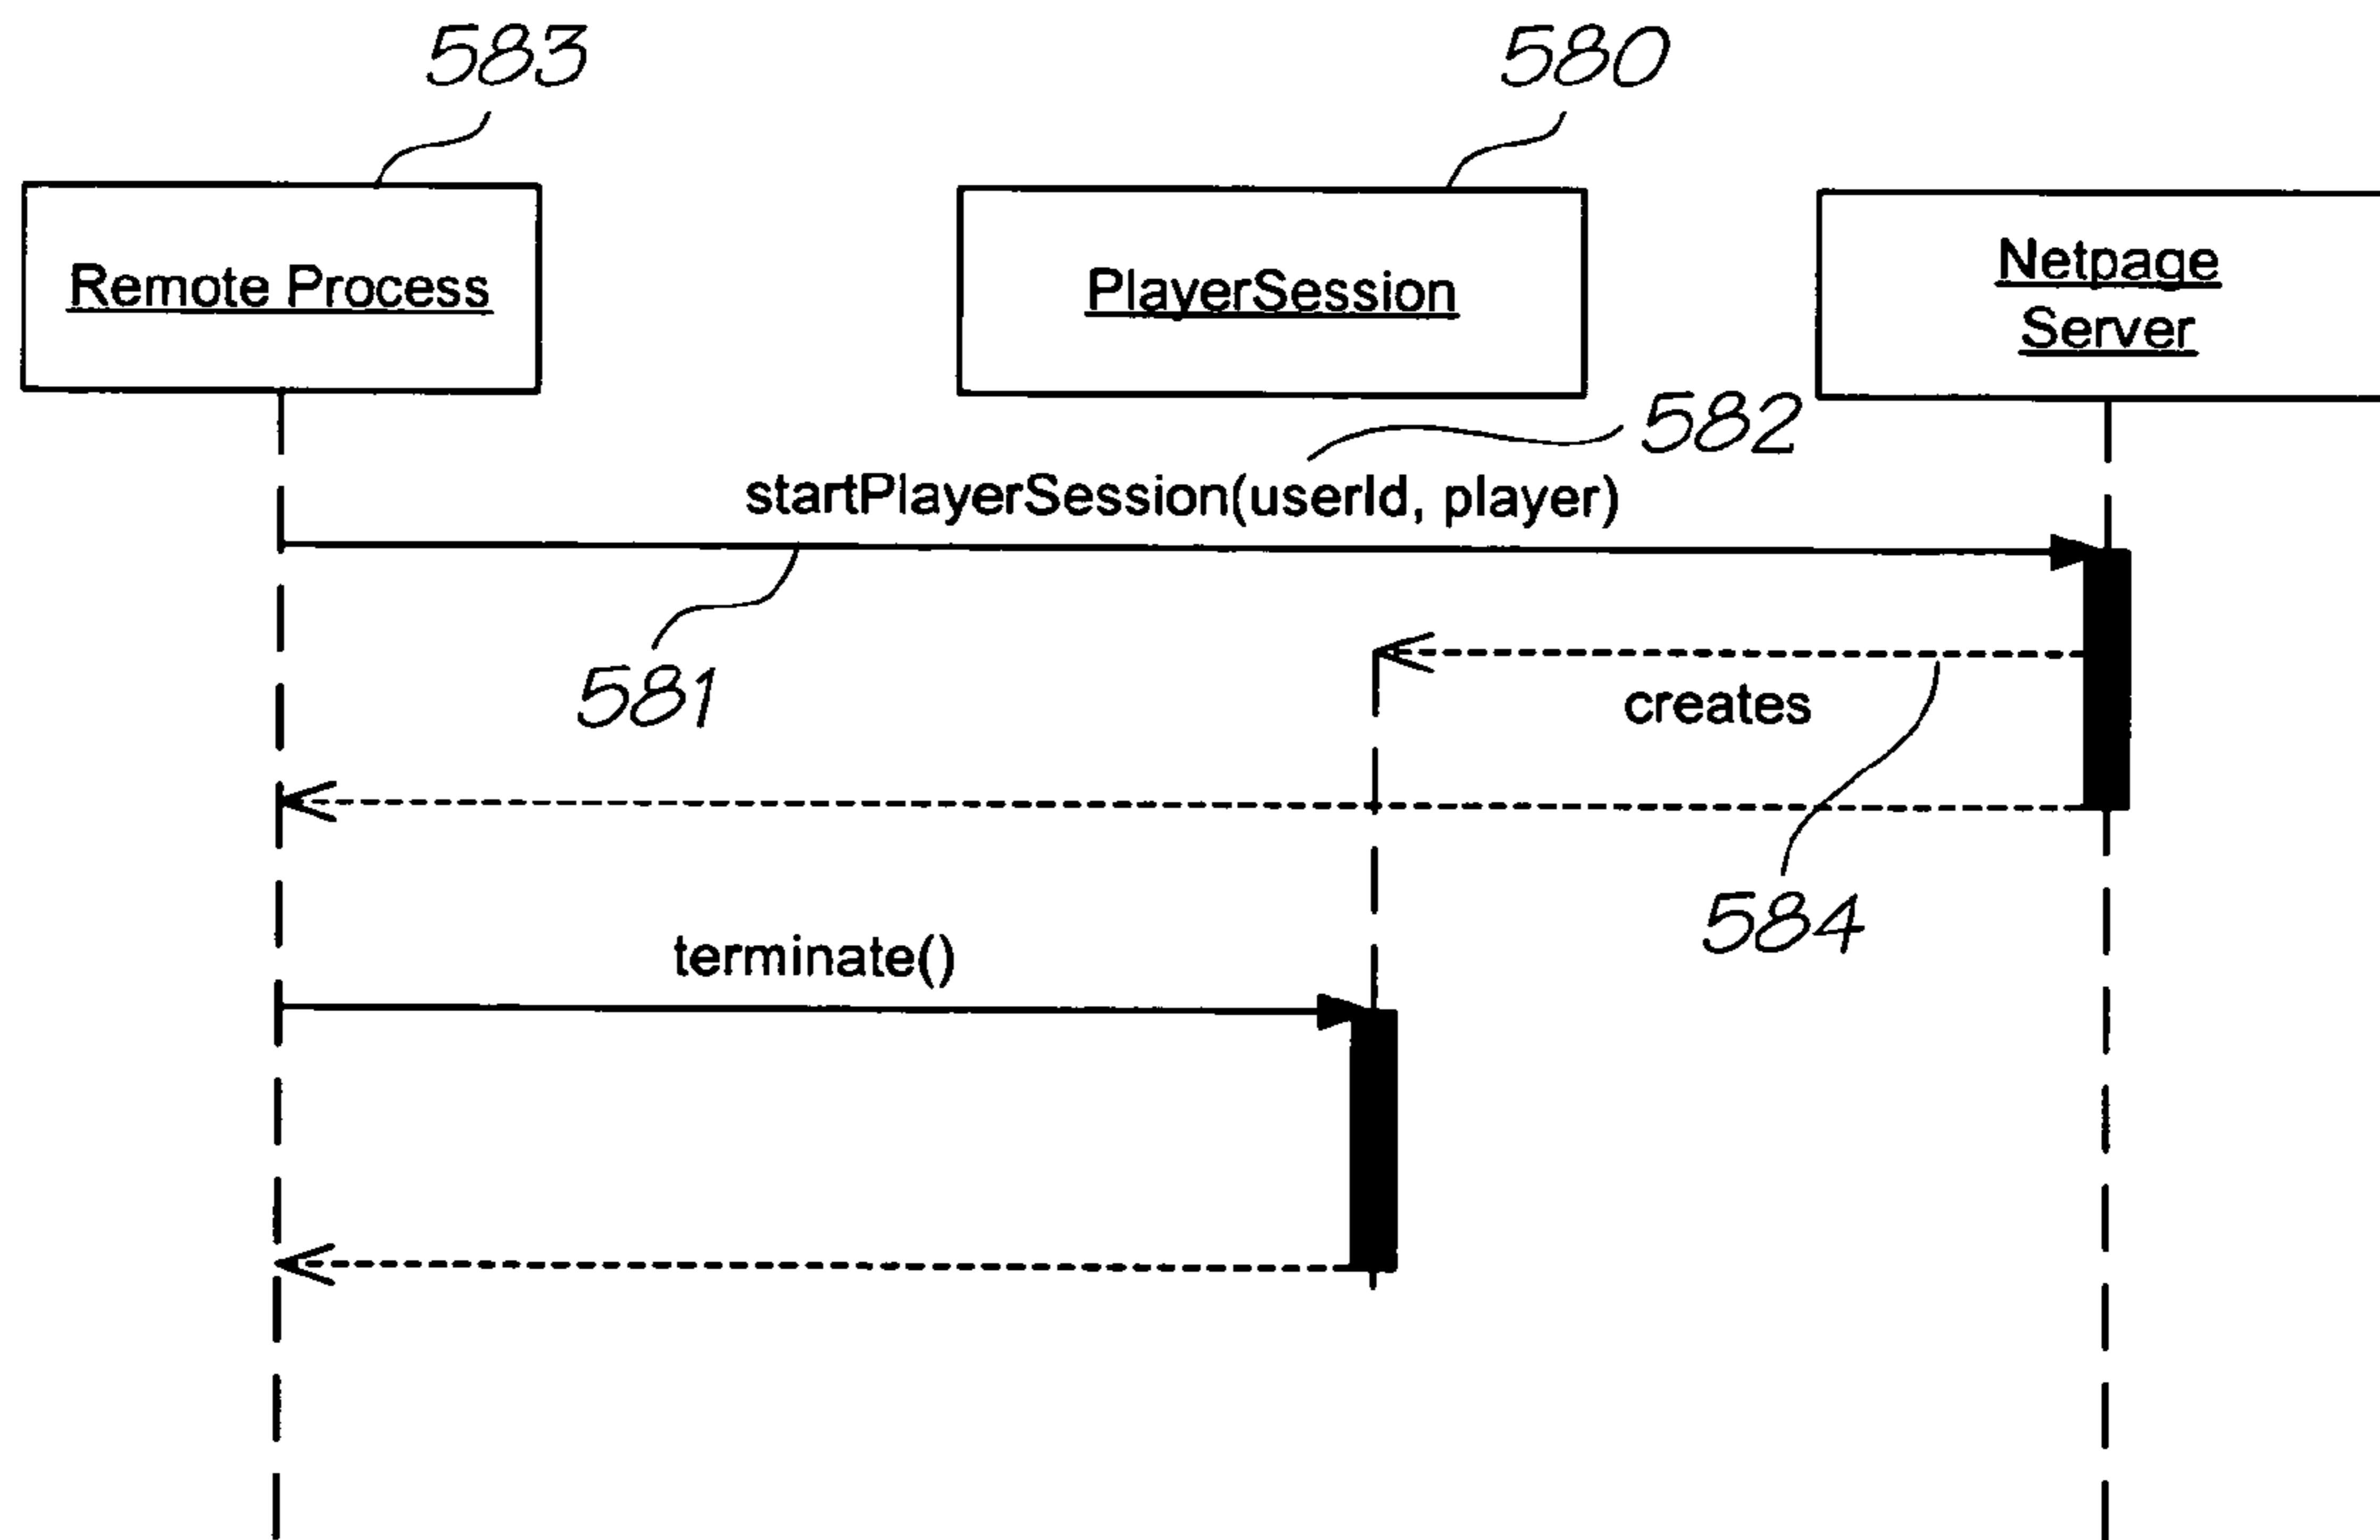 583
580
Remote Process
PlayerSession
Netpage
Server
582
startPlayerSession(userId, player)
581
creates
584
terminate()